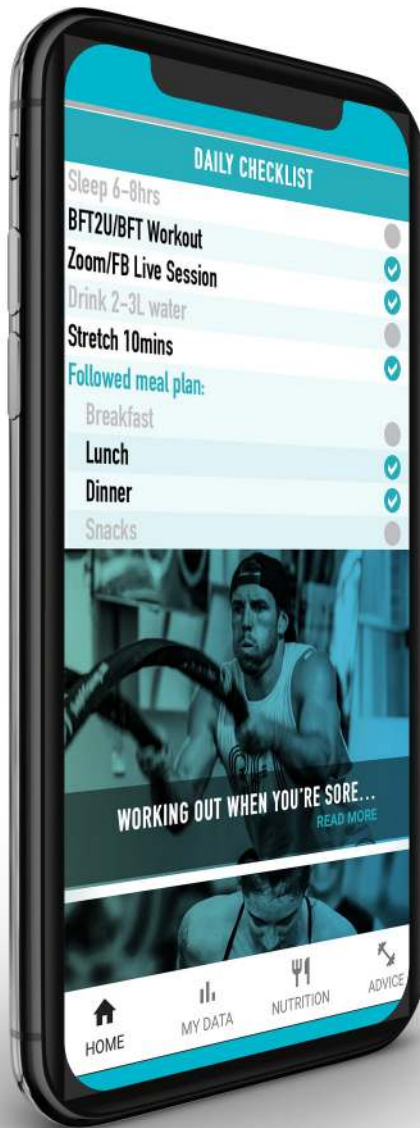 DAILY CHECKLIST
Sleep 6-8hrs
BFT2U/BFT Workout
Zoom/FB Live Session
Drink 2-3L water
Stretch 10mins
Followed meal plan:
Breakfast
Lunch
Dinner
Snacks
WORKING OUT WHEN YOU'RE SORE...
READ MORE
HOME
MY DATA
NUTRITION
ADVICE